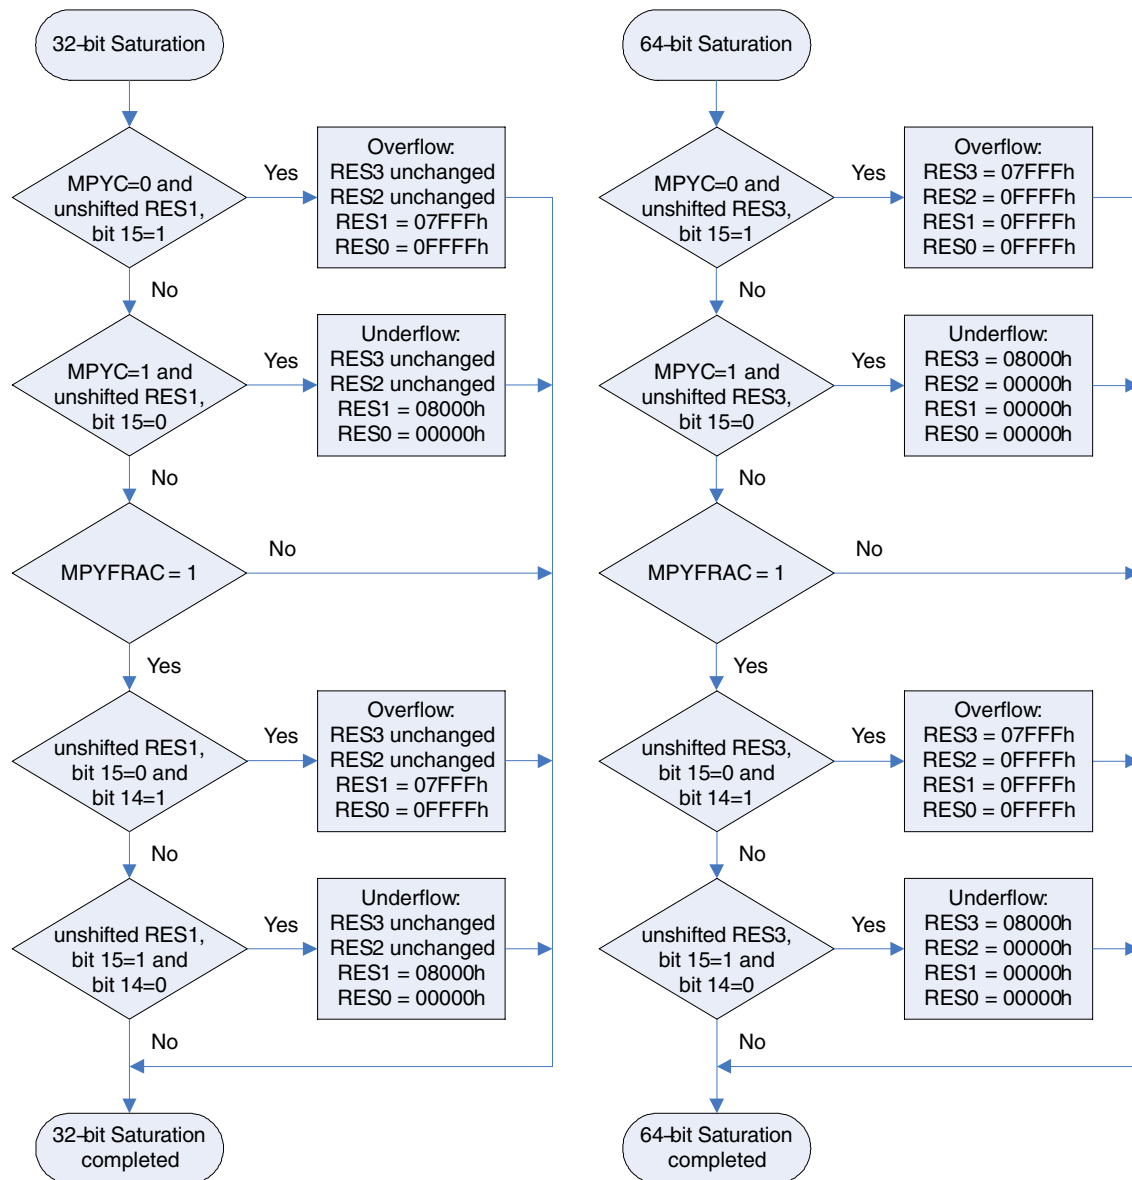 32–bit Saturation
MPYC=0 and
unshifted RES1,
bit 15=1
Yes
Overflow:
RES3 unchanged
RES2 unchanged
RES1 = 07FFFh
RES0 = 0FFFFh
No
MPYC=1 and
unshifted RES1,
bit 15=0
Yes
Underflow:
RES3 unchanged
RES2 unchanged
RES1 = 08000h
RES0 = 00000h
No
MPYFRAC = 1
No
Yes
unshifted RES1,
bit 15=0 and
bit 14=1
Yes
Overflow:
RES3 unchanged
RES2 unchanged
RES1 = 07FFFh
RES0 = 0FFFFh
No
unshifted RES1,
bit 15=1 and
bit 14=0
Yes
Underflow:
RES3 unchanged
RES2 unchanged
RES1 = 08000h
RES0 = 00000h
No
32–bit Saturation
completed
64–bit Saturation
MPYC=0 and
unshifted RES3,
bit 15=1
Yes
Overflow:
RES3 = 07FFFh
RES2 = 0FFFFh
RES1 = 0FFFFh
RES0 = 0FFFFh
No
MPYC=1 and
unshifted RES3,
bit 15=0
Yes
Underflow:
RES3 = 08000h
RES2 = 00000h
RES1 = 00000h
RES0 = 00000h
No
MPYFRAC = 1
No
Yes
unshifted RES3,
bit 15=0 and
bit 14=1
Yes
Overflow:
RES3 = 07FFFh
RES2 = 0FFFFh
RES1 = 0FFFFh
RES0 = 0FFFFh
No
unshifted RES3,
bit 15=1 and
bit 14=0
Yes
Underflow:
RES3 = 08000h
RES2 = 00000h
RES1 = 00000h
RES0 = 00000h
No
64–bit Saturation
completed